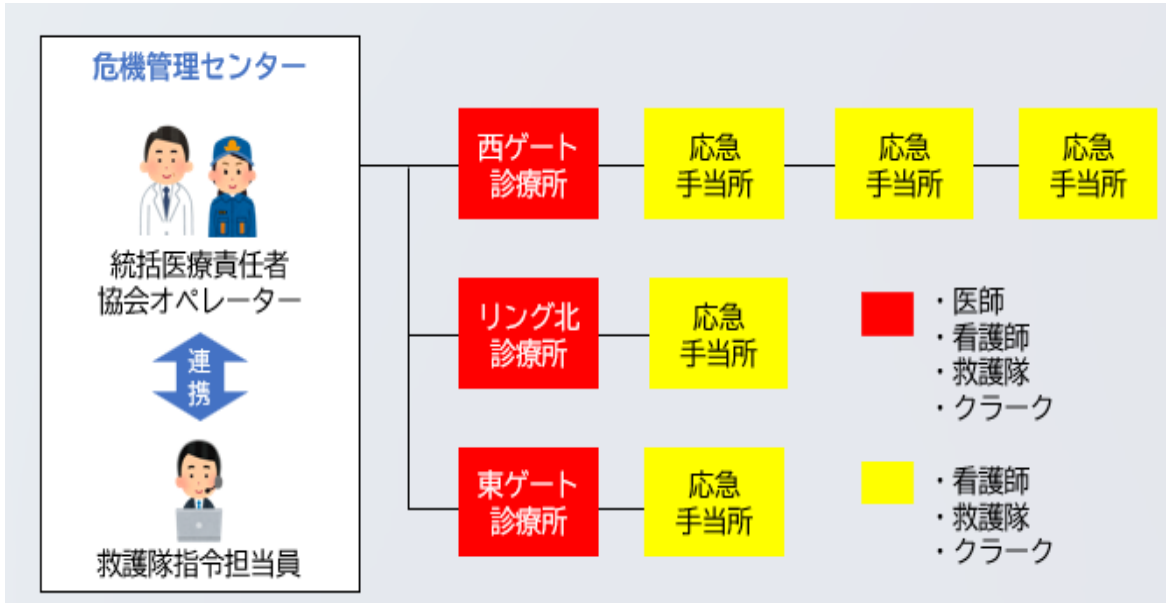 危機管理センター
統括医療責任者
協会オペレーター
連
携
救護隊指令担当員
西ゲート
診療所
応急
手当所
応急
手当所
応急
手当所
リング北
診療所
応急
手当所
東ゲート
診療所
応急
手当所
・医師
・看護師
・救護隊
・クラーク
・看護師
・救護隊
・クラーク